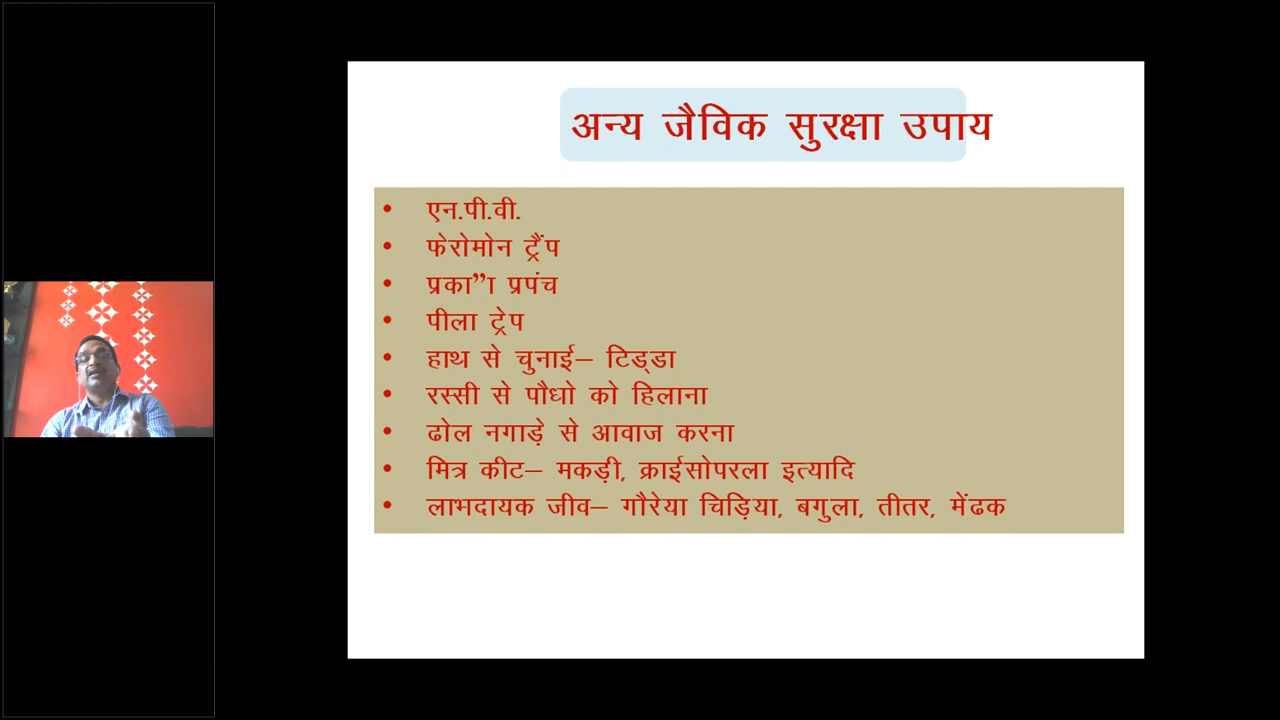 अन्य जैविक सुरक्षा उपाय
• एन.पी.वी.
• फेरोमोन ट्रैंप
• प्रका”ा प्रपंच
• पीला ट्रेप
• हाथ से चुनाई– टिड्डा
• रस्सी से पौधो को हिलाना
• ढोल नगाड़े से आवाज करना
• मित्र कीट– मकड़ी, क्राईसोपरला इत्यादि
• लाभदायक जीव– गौरेया चिड़िया, बगुला, तीतर, मेंढक